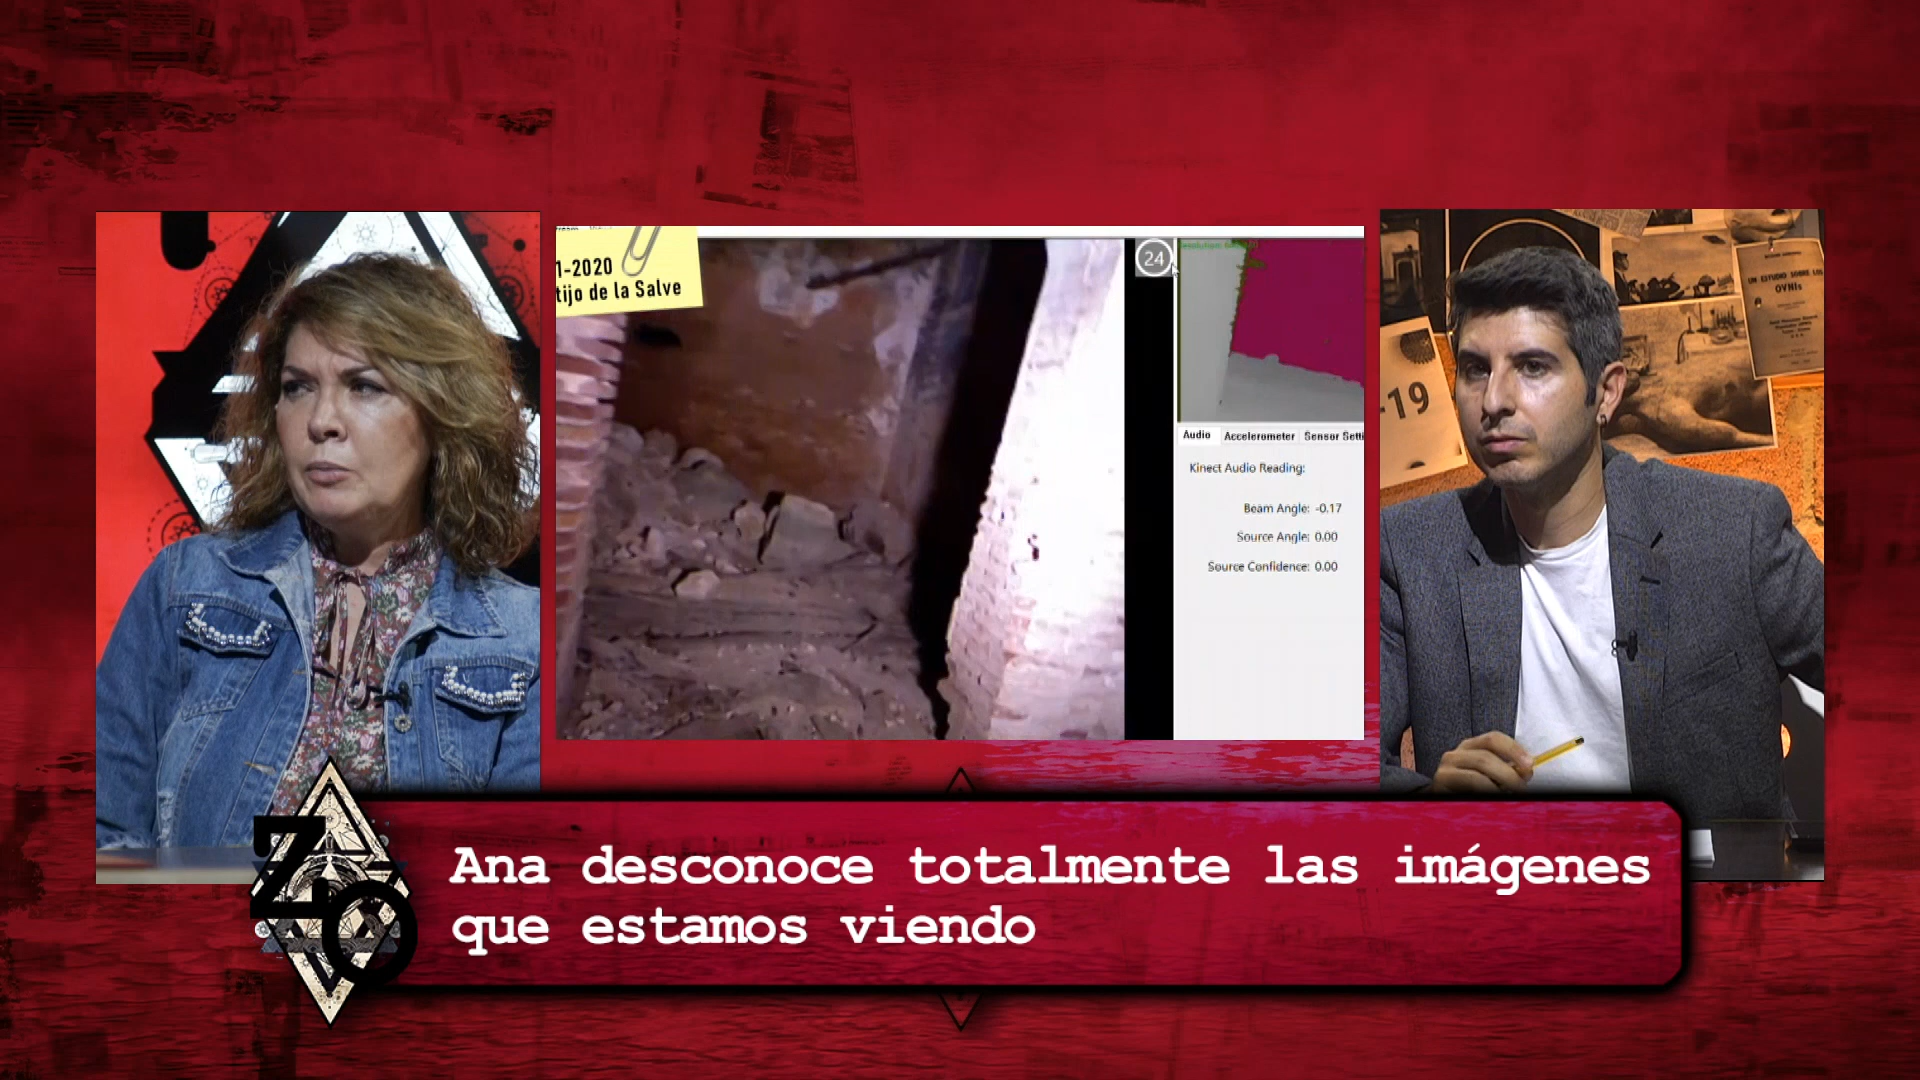 1-2020
tijo de la Salve
24
Audio Accelerometer Sensor Setti
Kinect Audio Reading:
Beam Angle: -0.17
Source Angle: 0.00
Source Confidence: 0.00
-19
UN ESTUDIO SOBRE LOS
OVNIs
ZO
Ana desconoce totalmente las imágenes
que estamos viendo